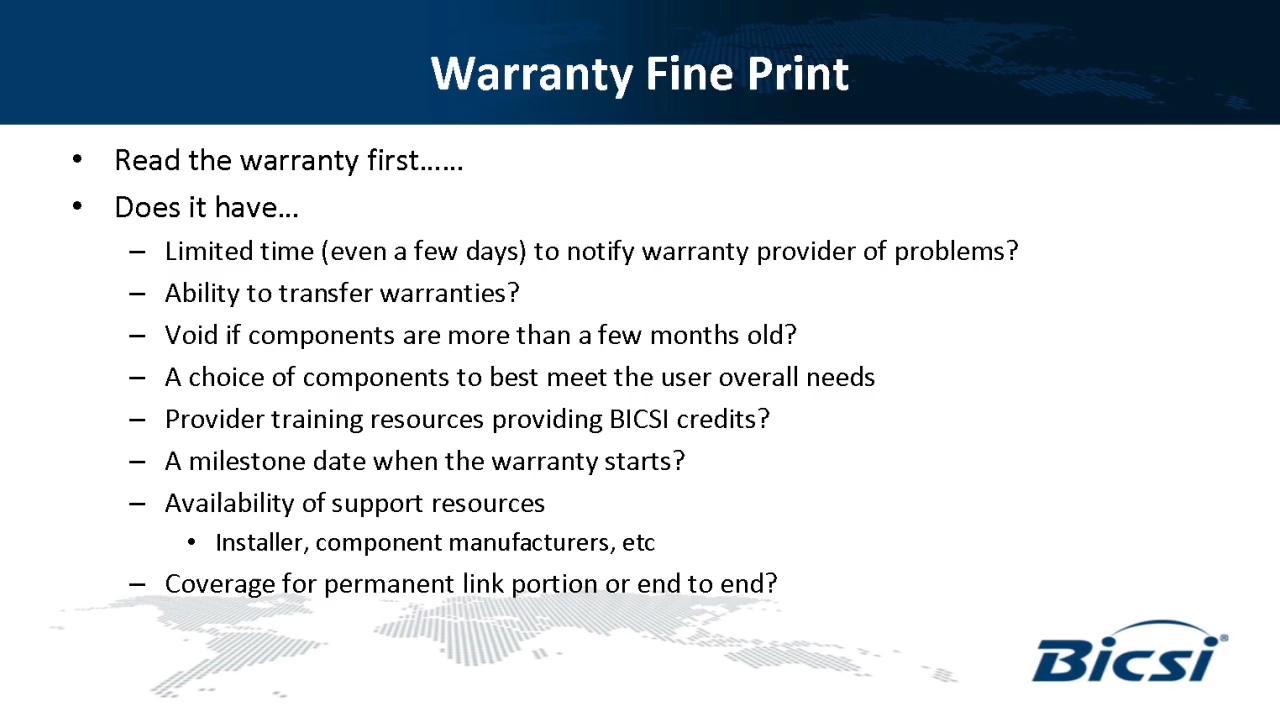 Warranty Fine Print
• Read the warranty first……
• Does it have…
– Limited time (even a few days) to notify warranty provider of problems?
– Ability to transfer warranties?
– Void if components are more than a few months old?
– A choice of components to best meet the user overall needs
– Provider training resources providing BICSI credits?
– A milestone date when the warranty starts?
– Availability of support resources
• Installer, component manufacturers, etc
– Coverage for permanent link portion or end to end?
Bicsi®